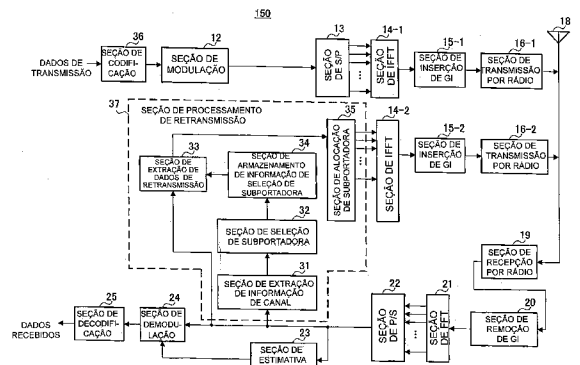 150
36
DADOS DE
TRANSMISSÃO
SEÇÃO DE
CODIFI-
CAÇÃO
12
SEÇÃO DE
MODULAÇÃO
13
SEÇÃO
DE S/P
14-1
SEÇÃO
DE IFFT
15-1
SEÇÃO DE
INSERÇÃO
DE GI
16-1
SEÇÃO DE
TRANSMISSÃO
POR RÁDIO
18
37
SEÇÃO DE PROCESSAMENTO
DE RETRANSMISSÃO
33
SEÇÃO DE
EXTRAÇÃO
DE DADOS DE
RETRANSMISSÃO
34
SEÇÃO DE
ARMAZENAMENTO
DE INFORMAÇÃO
DE SELEÇÃO DE
SUBPORTADORA
35
SEÇÃO DE ALOCAÇÃO
DE SUBPORTADORA
14-2
SEÇÃO DE IFFT
15-2
SEÇÃO DE
INSERÇÃO
DE GI
16-2
SEÇÃO DE
TRANSMISSÃO
POR RÁDIO
32
SEÇÃO DE SELEÇÃO
DE SUBPORTADORA
31
SEÇÃO DE EXTRAÇÃO
DE INFORMAÇÃO
DE CANAL
19
SEÇÃO DE
RECEPÇÃO
POR RÁDIO
20
SEÇÃO DE
REMOÇÃO
DE GI
21
SEÇÃO
DE FFT
22
SEÇÃO
DE P/S
23
SEÇÃO DE
ESTIMATIVA
24
SEÇÃO DE
DEMODU-
LAÇÃO
25
SEÇÃO DE
DECODIFI-
CAÇÃO
DADOS
RECEBIDOS